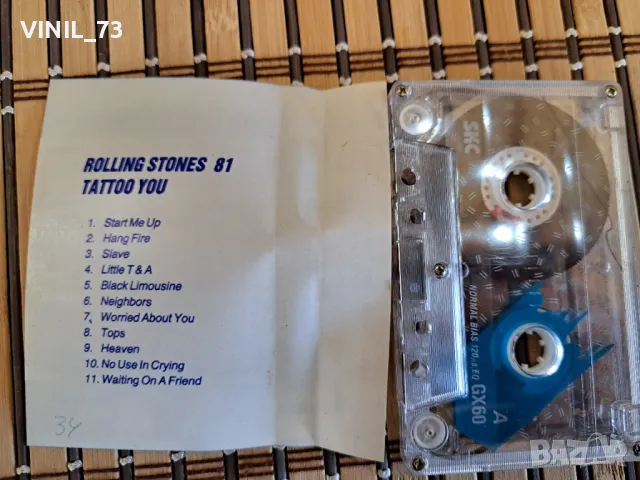 VINIL_73
ROLLING STONES 81
TATTOO YOU
1. Start Me Up
2. Hang Fire
3. Slave
4. Little T & A
5. Black Limousine
6. Neighbors
7. Worried About You
8. Tops
9. Heaven
10. No Use In Crying
11. Waiting On A Friend
34
SKC
NORMAL BIAS 120µs EQ GX60
A
BAZAR